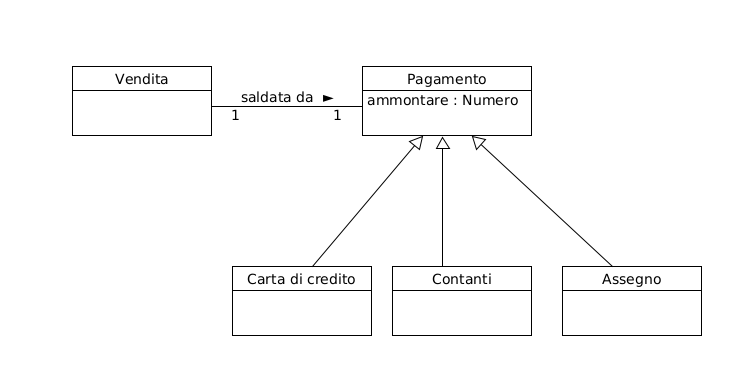 Vendita
Pagamento
saldata da ►
ammontare : Numero
1
1
Carta di credito
Contanti
Assegno